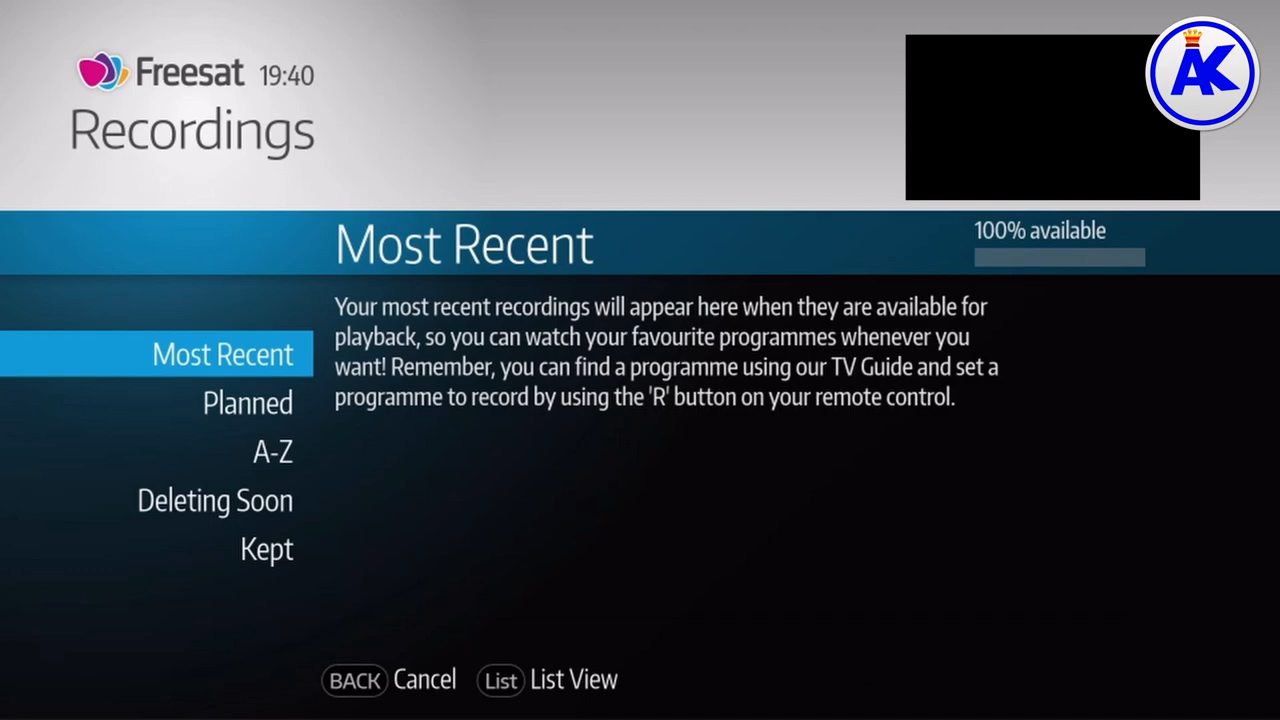 Freesat 19:40
Recordings
AK
Most Recent
100% available
Your most recent recordings will appear here when they are available for
playback, so you can watch your favourite programmes whenever you
want! Remember, you can find a programme using our TV Guide and set a
programme to record by using the 'R' button on your remote control.
Most Recent
Planned
A-Z
Deleting Soon
Kept
BACK Cancel List List View